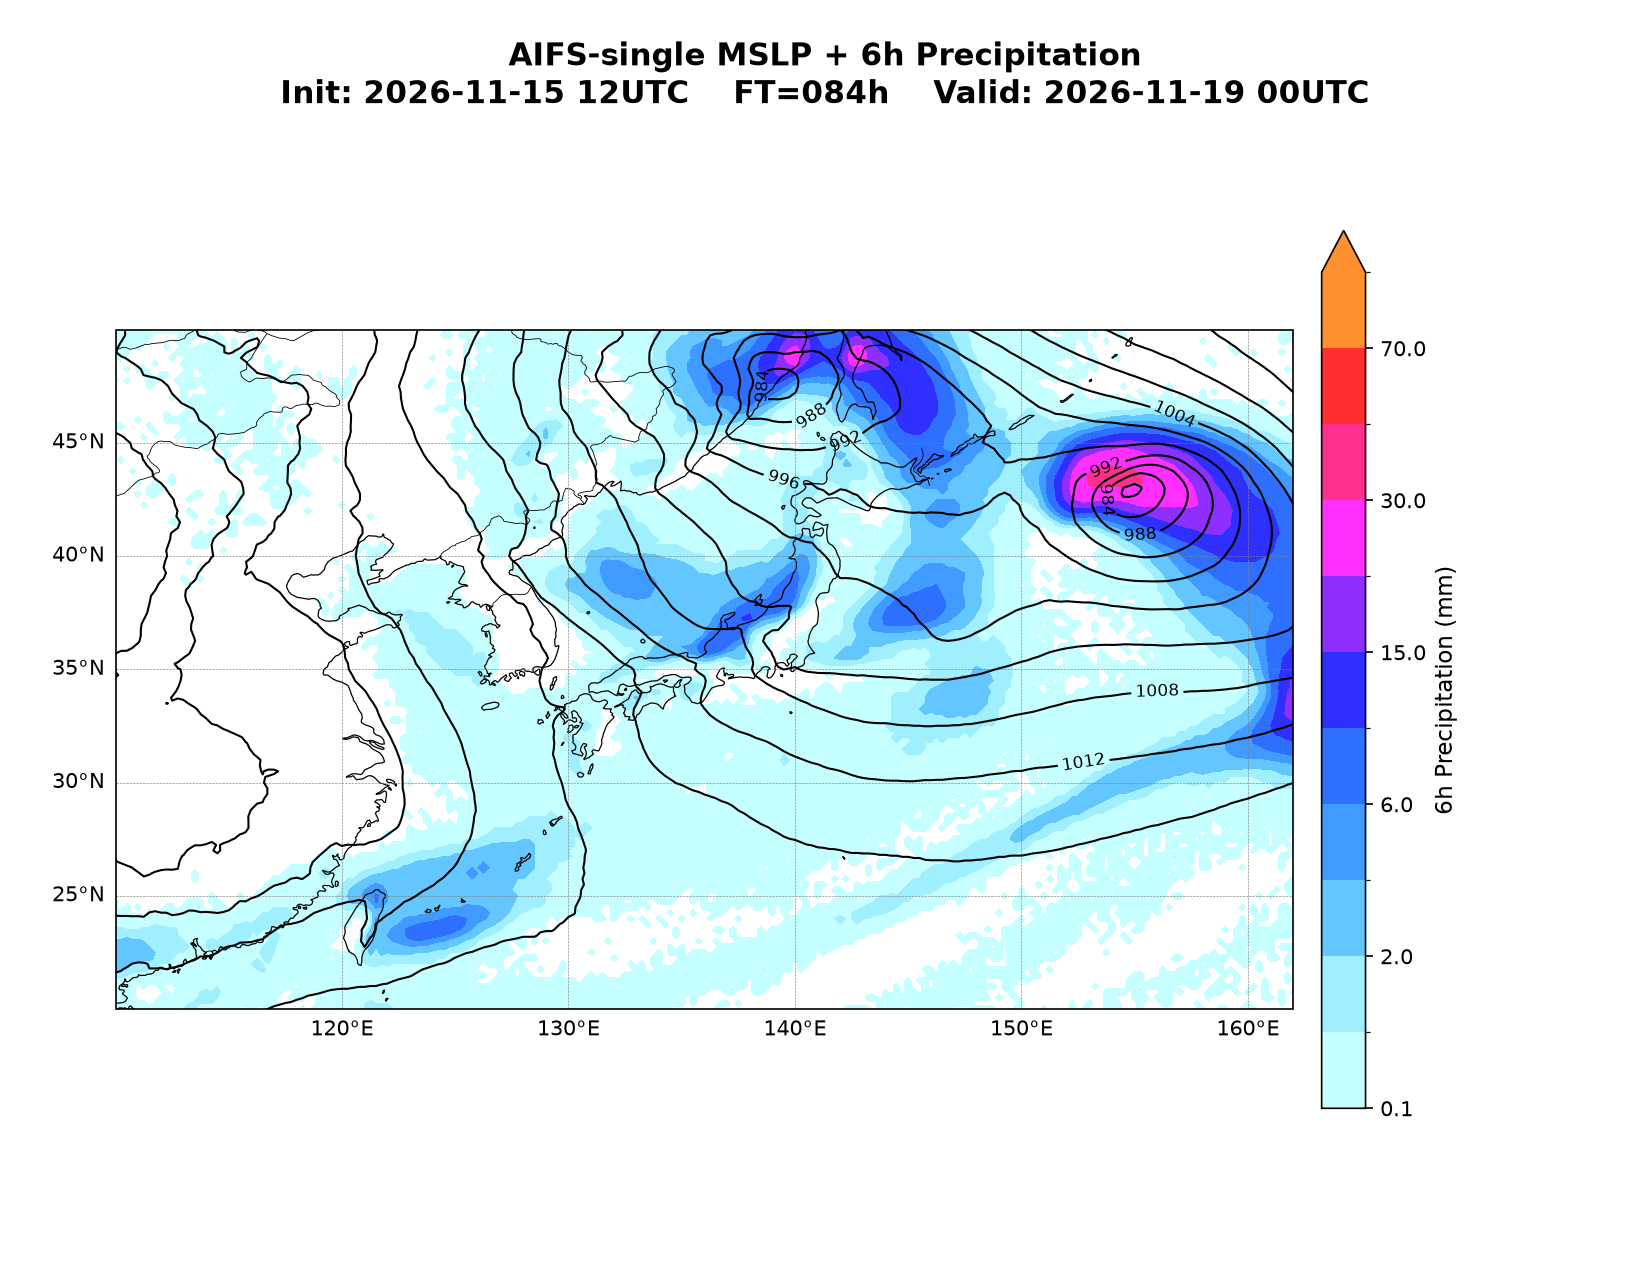 AIFS-single MSLP + 6h Precipitation
Init: 2026-11-15 12UTC    FT=084h    Valid: 2026-11-19 00UTC
45°N
40°N
35°N
30°N
25°N
120°E
130°E
140°E
150°E
160°E
984
988
992
996
1004
992
984
988
1008
1012
70.0
30.0
15.0
6.0
2.0
0.1
6h Precipitation (mm)